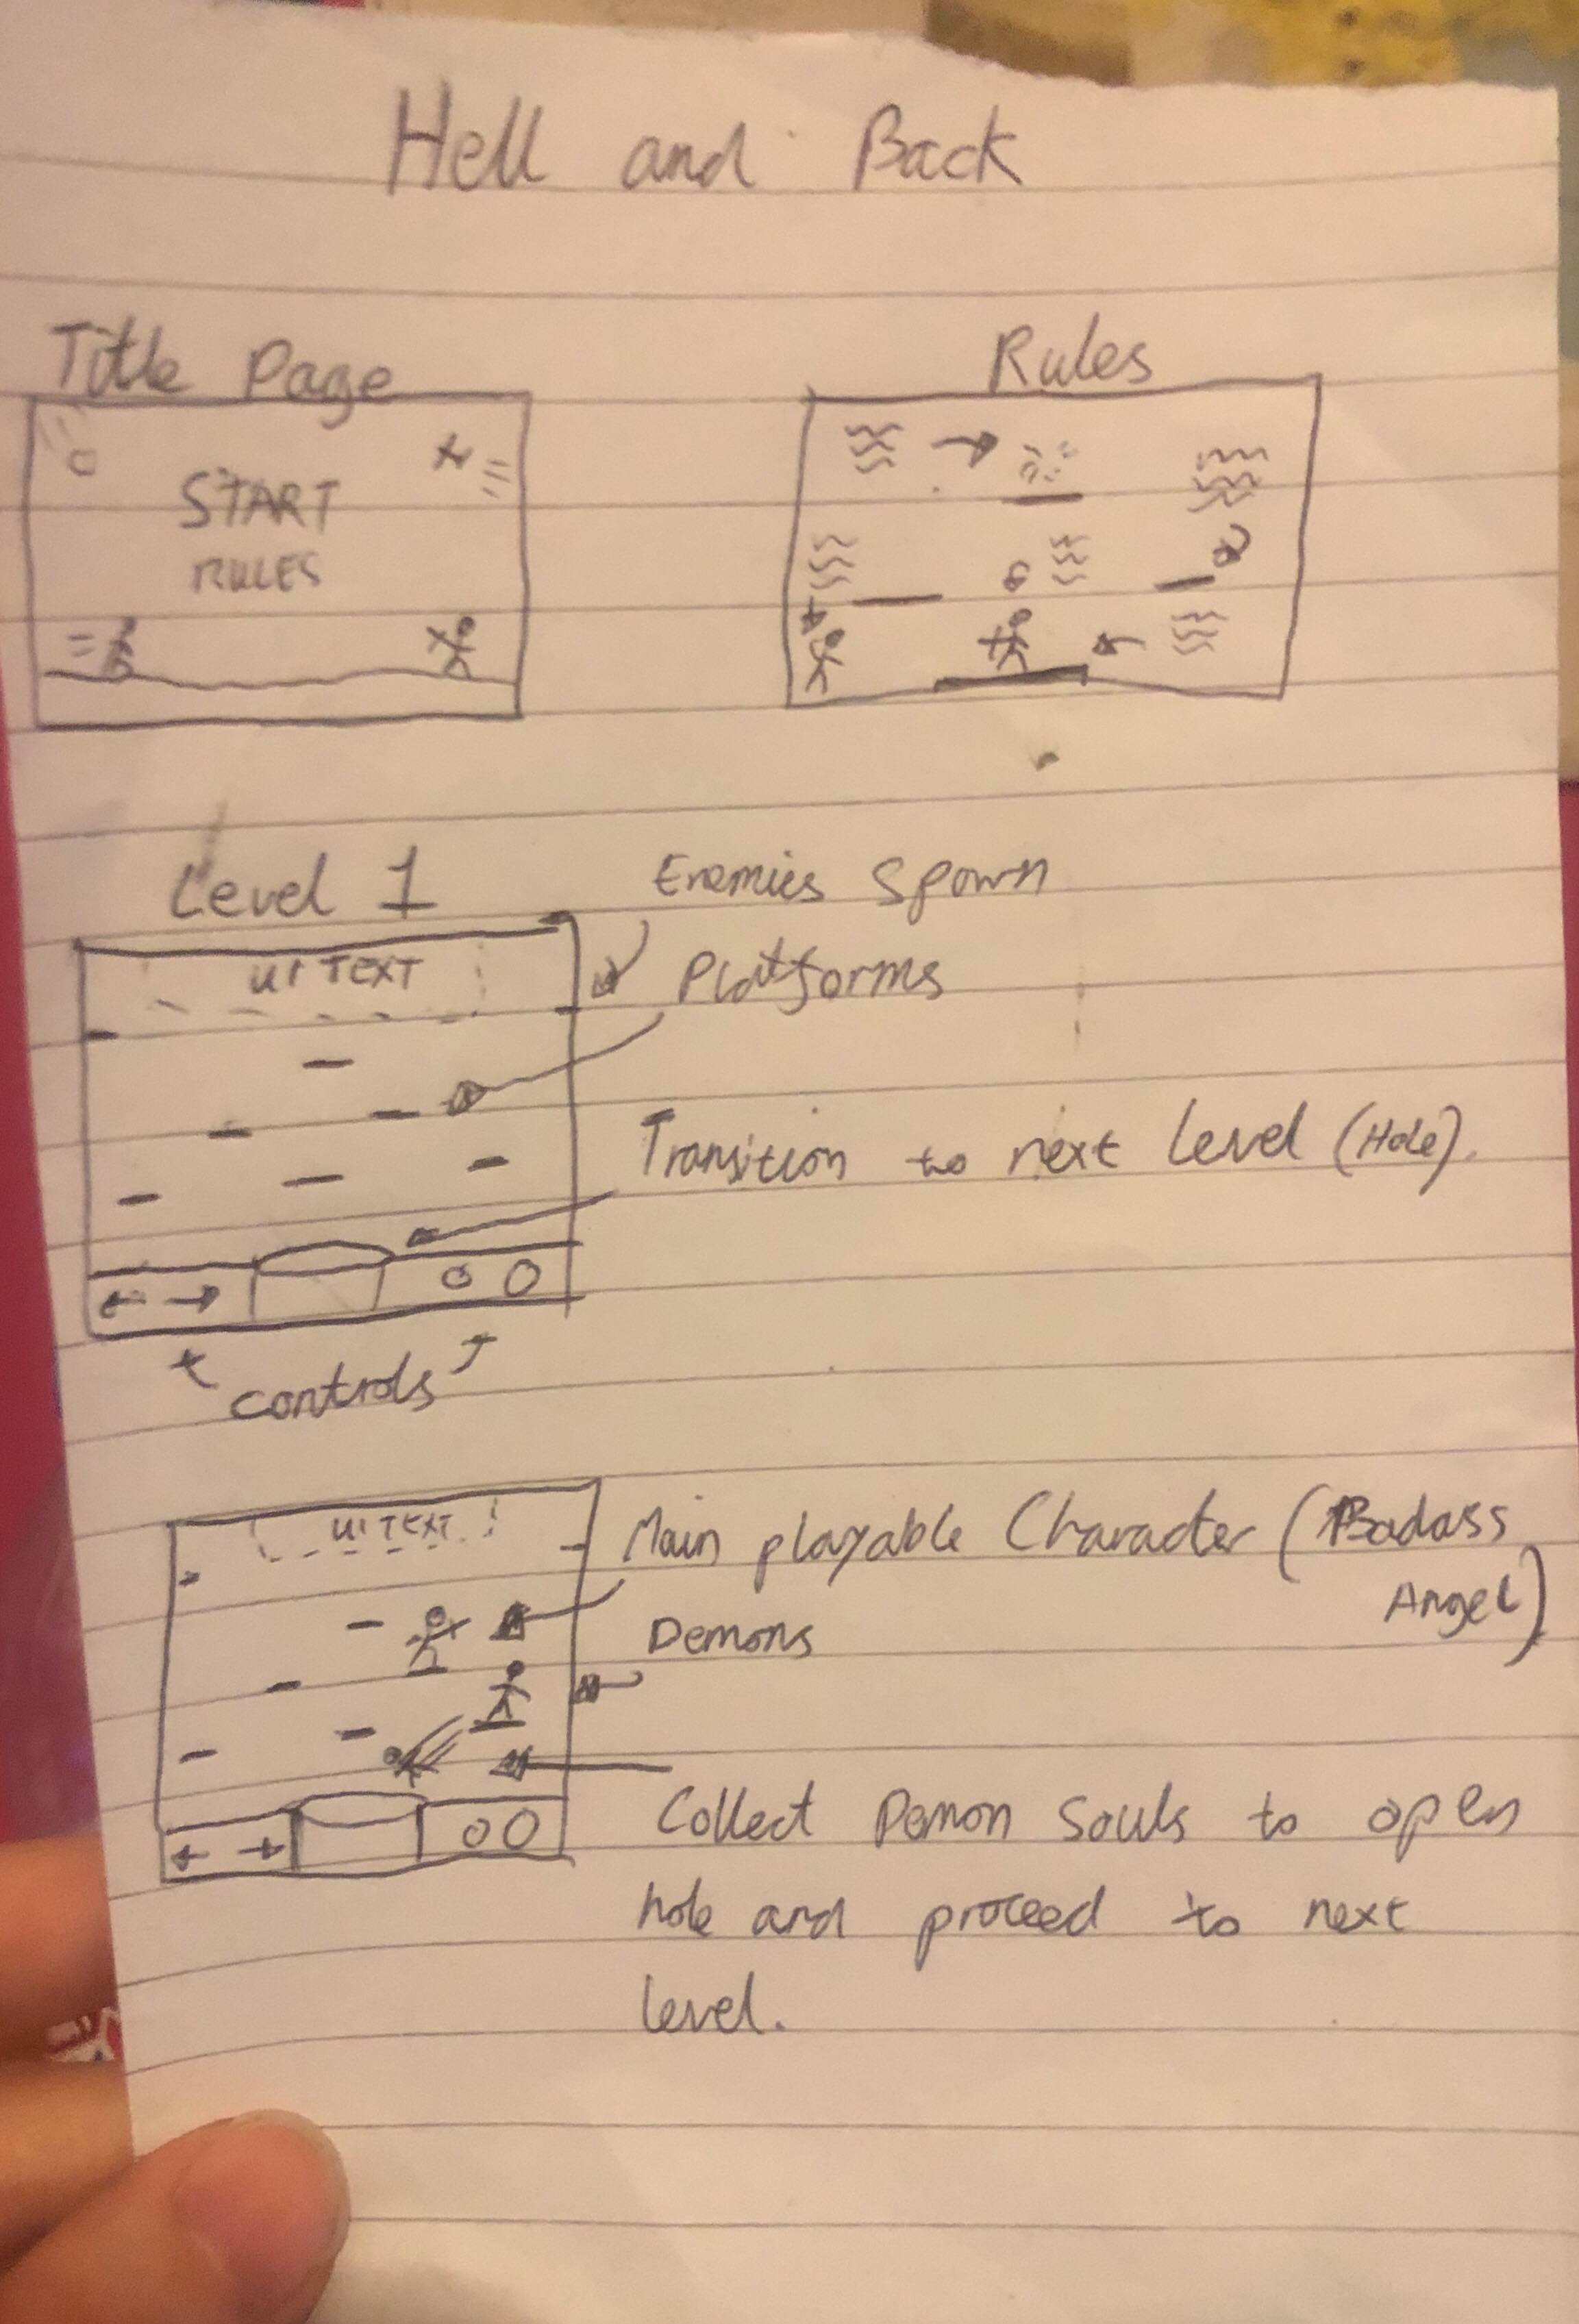 Hell and Back
Title Page
Rules
START
RULES
Level 1
Enemies Spawn
UI TEXT
Platforms
Transition to next level (Hole).
controls
UI TEXT
Main playable Character (Badass
Angel)
Demons
Collect Demon Souls to open
hole and proceed to next
level.